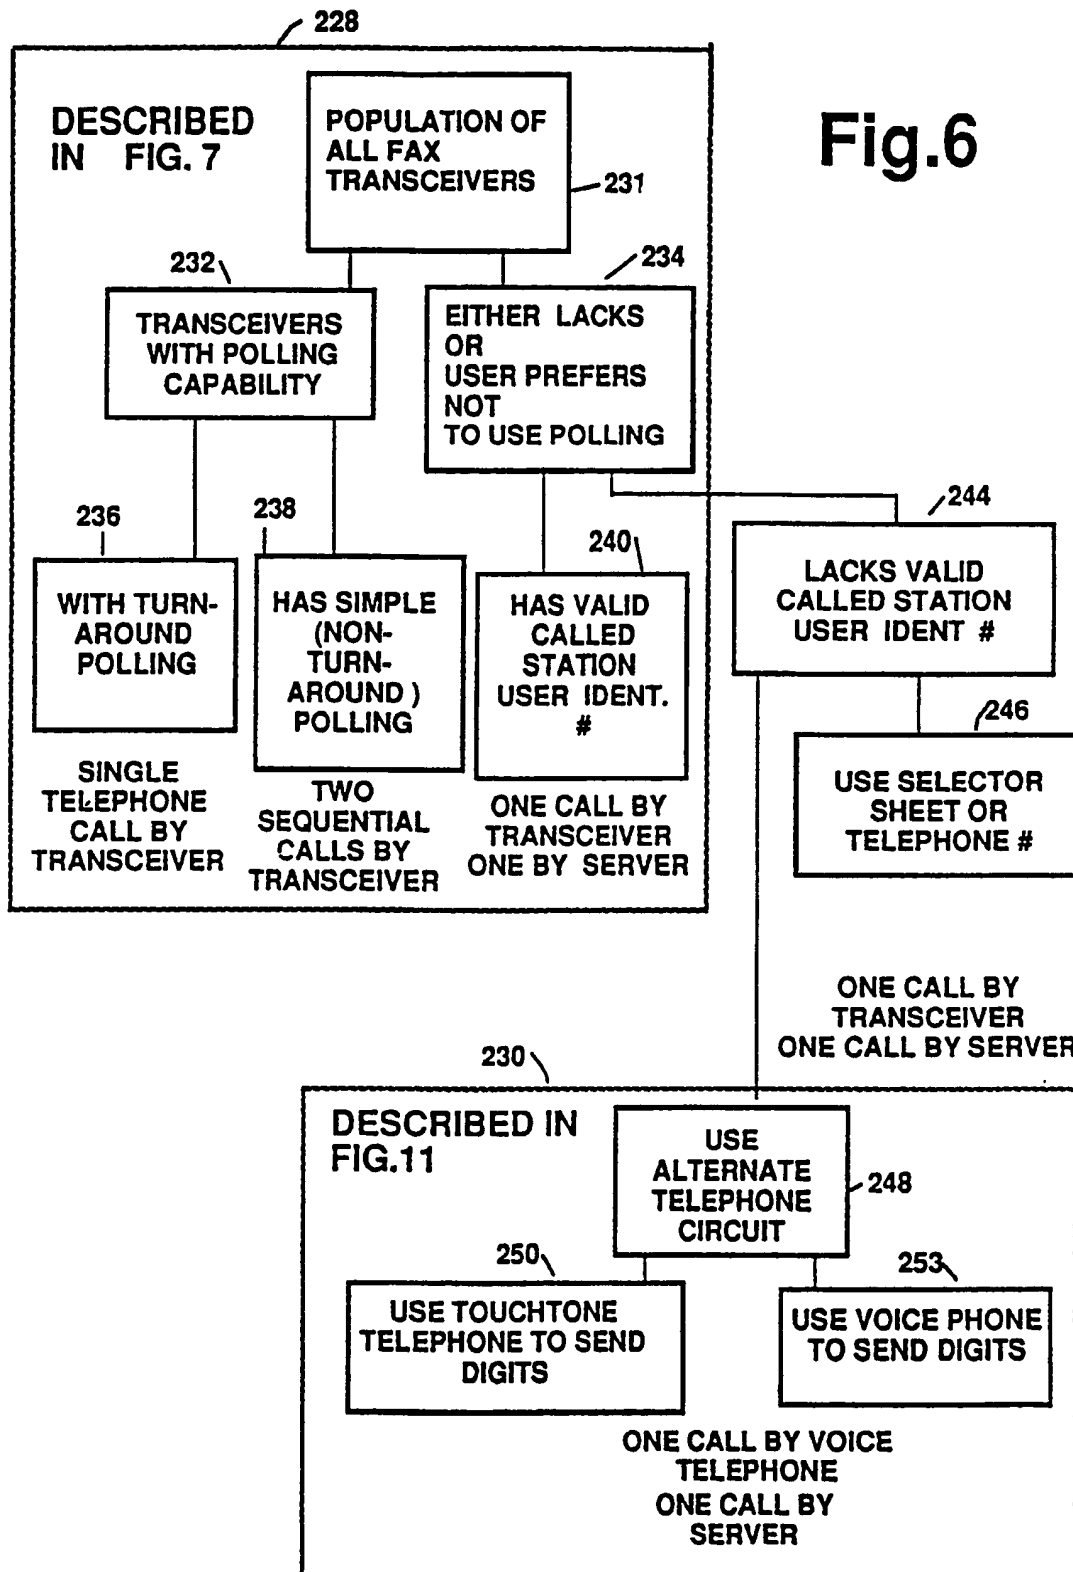 228
DESCRIBED
IN FIG. 7
POPULATION OF
ALL FAX
TRANSCEIVERS
231
Fig.6
232
TRANSCEIVERS
WITH POLLING
CAPABILITY
234
EITHER LACKS
OR
USER PREFERS
NOT
TO USE POLLING
236
WITH TURN-
AROUND
POLLING
SINGLE
TELEPHONE
CALL BY
TRANSCEIVER
238
HAS SIMPLE
(NON-
TURN-
AROUND)
POLLING
TWO
SEQUENTIAL
CALLS BY
TRANSCEIVER
240
HAS VALID
CALLED
STATION
USER IDENT.
#
ONE CALL BY
TRANSCEIVER
ONE BY SERVER
244
LACKS VALID
CALLED STATION
USER IDENT #
246
USE SELECTOR
SHEET OR
TELEPHONE #
ONE CALL BY
TRANSCEIVER
ONE CALL BY SERVER
230
DESCRIBED IN
FIG.11
USE
ALTERNATE
TELEPHONE
CIRCUIT
248
250
USE TOUCHTONE
TELEPHONE TO SEND
DIGITS
253
USE VOICE PHONE
TO SEND DIGITS
ONE CALL BY VOICE
TELEPHONE
ONE CALL BY
SERVER